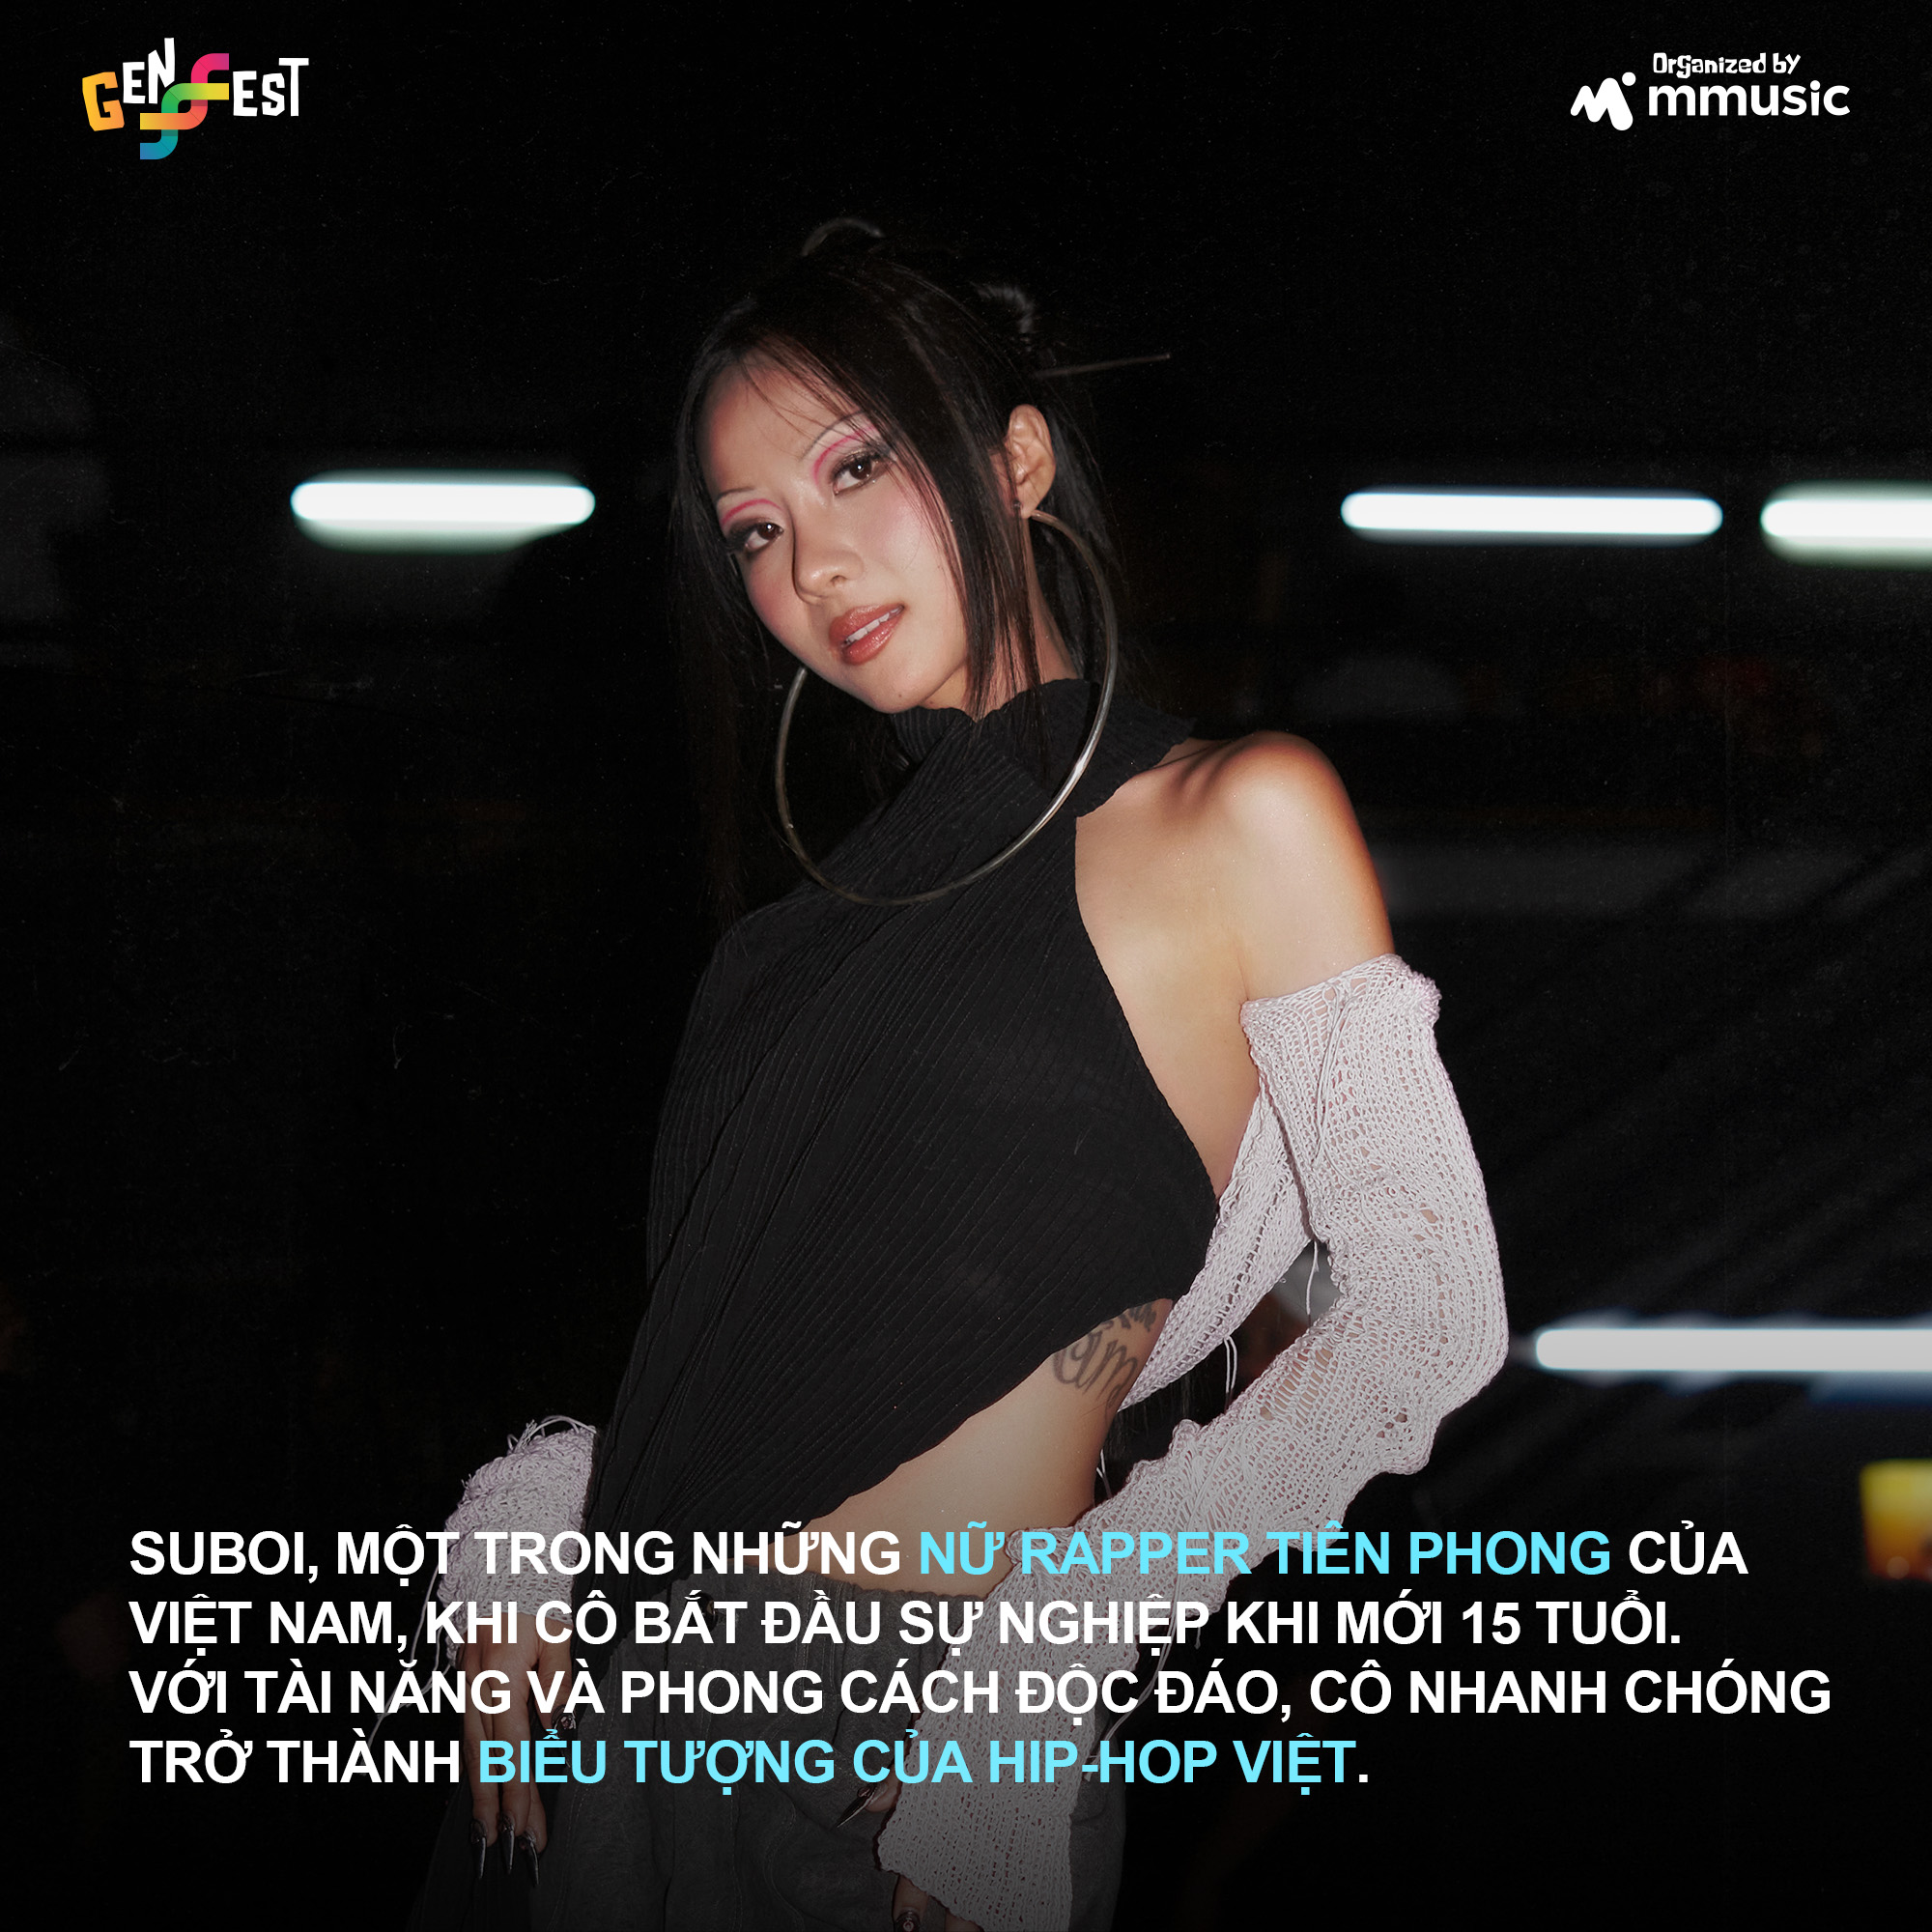 GENFEST
Organized by
mmusic
SUBOI, MỘT TRONG NHỮNG NỮ RAPPER TIÊN PHONG CỦA
VIỆT NAM, KHI CÔ BẮT ĐẦU SỰ NGHIỆP KHI MỚI 15 TUỔI.
VỚI TÀI NĂNG VÀ PHONG CÁCH ĐỘC ĐÁO, CÔ NHANH CHÓNG
TRỞ THÀNH BIỂU TƯỢNG CỦA HIP-HOP VIỆT.